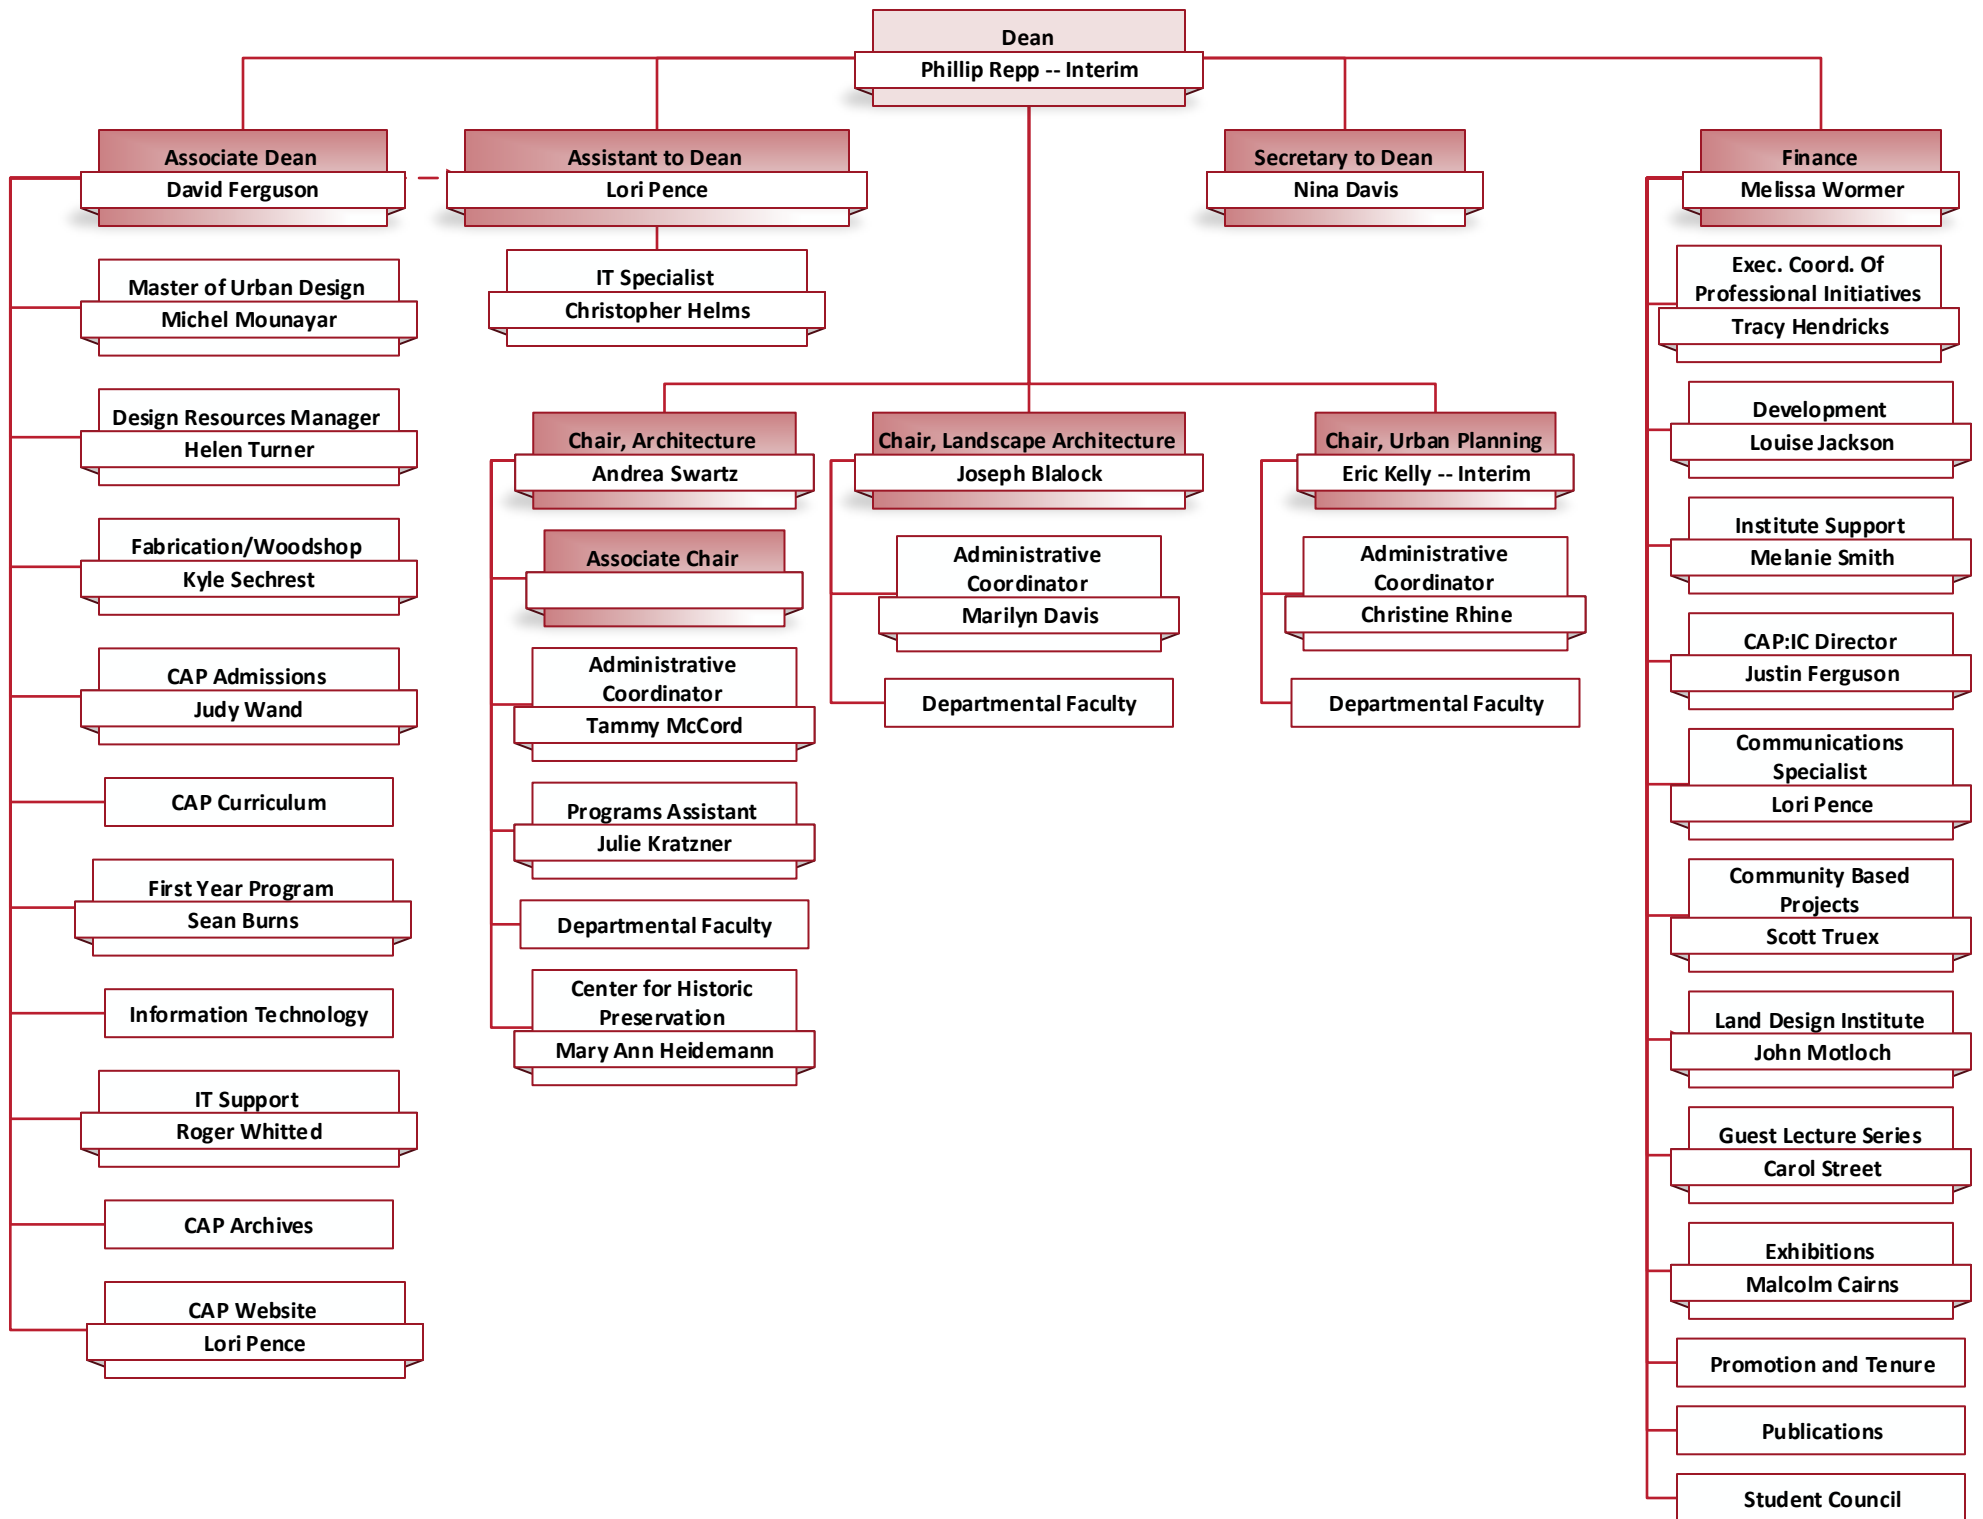 Dean
Phillip Repp -- Interim
Associate Dean
David Ferguson
Assistant to Dean
Lori Pence
Secretary to Dean
Nina Davis
Finance
Melissa Wormer
Master of Urban Design
Michel Mounayar
Design Resources Manager
Helen Turner
Fabrication/Woodshop
Kyle Sechrest
CAP Admissions
Judy Wand
CAP Curriculum
First Year Program
Sean Burns
Information Technology
IT Support
Roger Whitted
CAP Archives
CAP Website
Lori Pence
IT Specialist
Christopher Helms
Chair, Architecture
Andrea Swartz
Associate Chair
Administrative
Coordinator
Tammy McCord
Programs Assistant
Julie Kratzner
Departmental Faculty
Center for Historic
Preservation
Mary Ann Heidemann
Chair, Landscape Architecture
Joseph Blalock
Administrative
Coordinator
Marilyn Davis
Departmental Faculty
Chair, Urban Planning
Eric Kelly -- Interim
Administrative
Coordinator
Christine Rhine
Departmental Faculty
Exec. Coord. Of
Professional Initiatives
Tracy Hendricks
Development
Louise Jackson
Institute Support
Melanie Smith
CAP:IC Director
Justin Ferguson
Communications
Specialist
Lori Pence
Community Based
Projects
Scott Truex
Land Design Institute
John Motloch
Guest Lecture Series
Carol Street
Exhibitions
Malcolm Cairns
Promotion and Tenure
Publications
Student Council